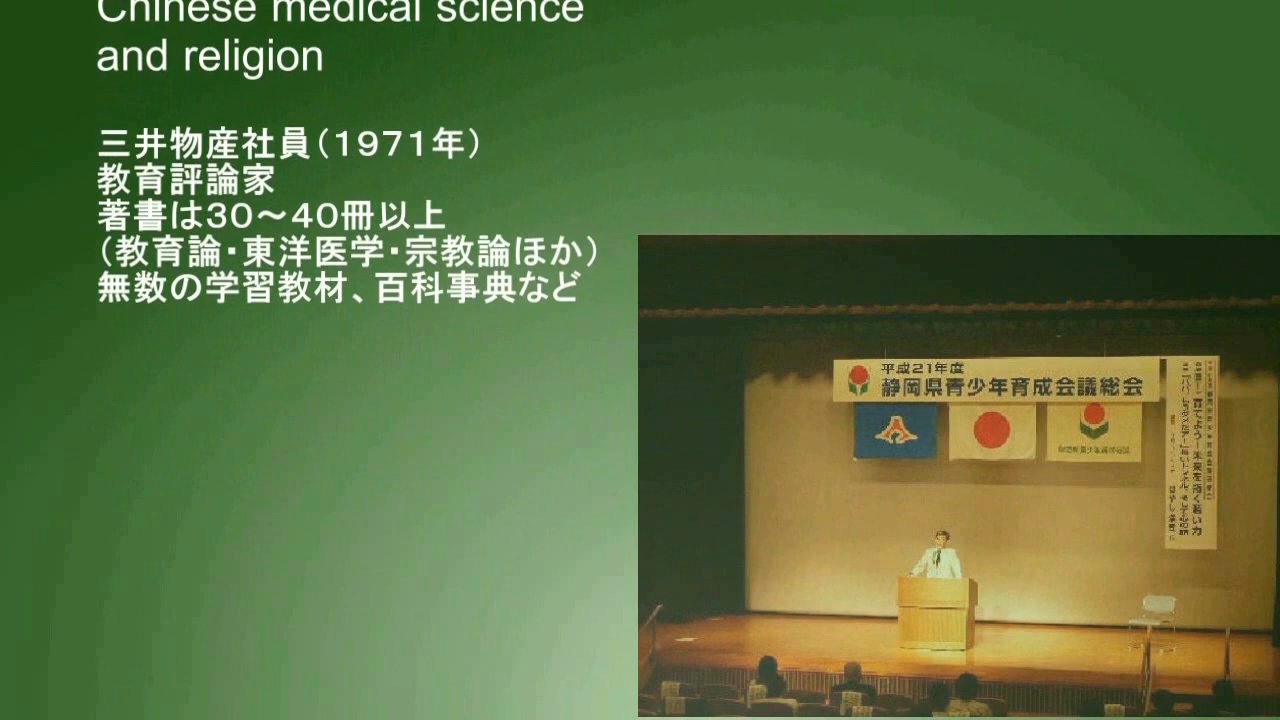 Chinese medical science
and religion
三井物産社員（１９７１年）
教育評論家
著書は３０～４０冊以上
（教育論・東洋医学・宗教論ほか）
無数の学習教材、百科事典など
平成21年度
静岡県青少年育成会議総会